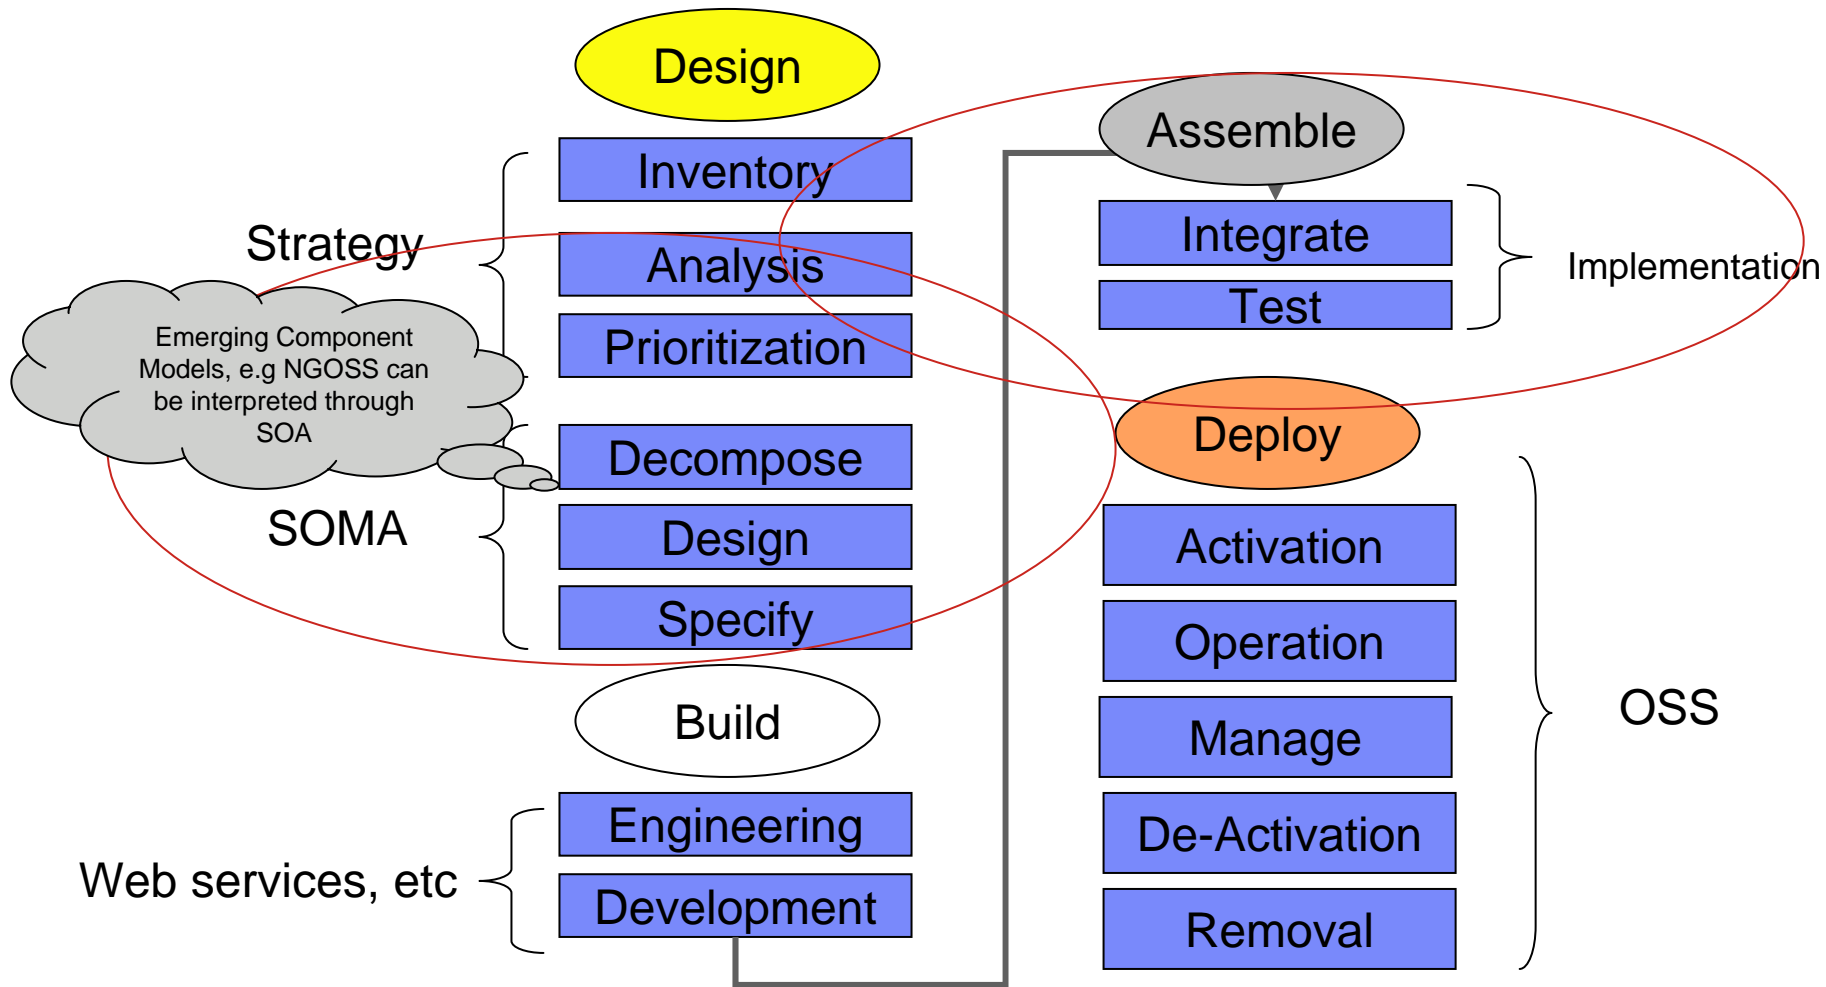 Design
Inventory
Strategy
Analysis
Prioritization
Emerging Component
Models, e.g NGOSS can
be interpreted through
SOA
Decompose
SOMA
Design
Specify
Build
Engineering
Web services, etc
Development
Assemble
Integrate
Implementation
Test
Deploy
Activation
Operation
Manage
OSS
De-Activation
Removal